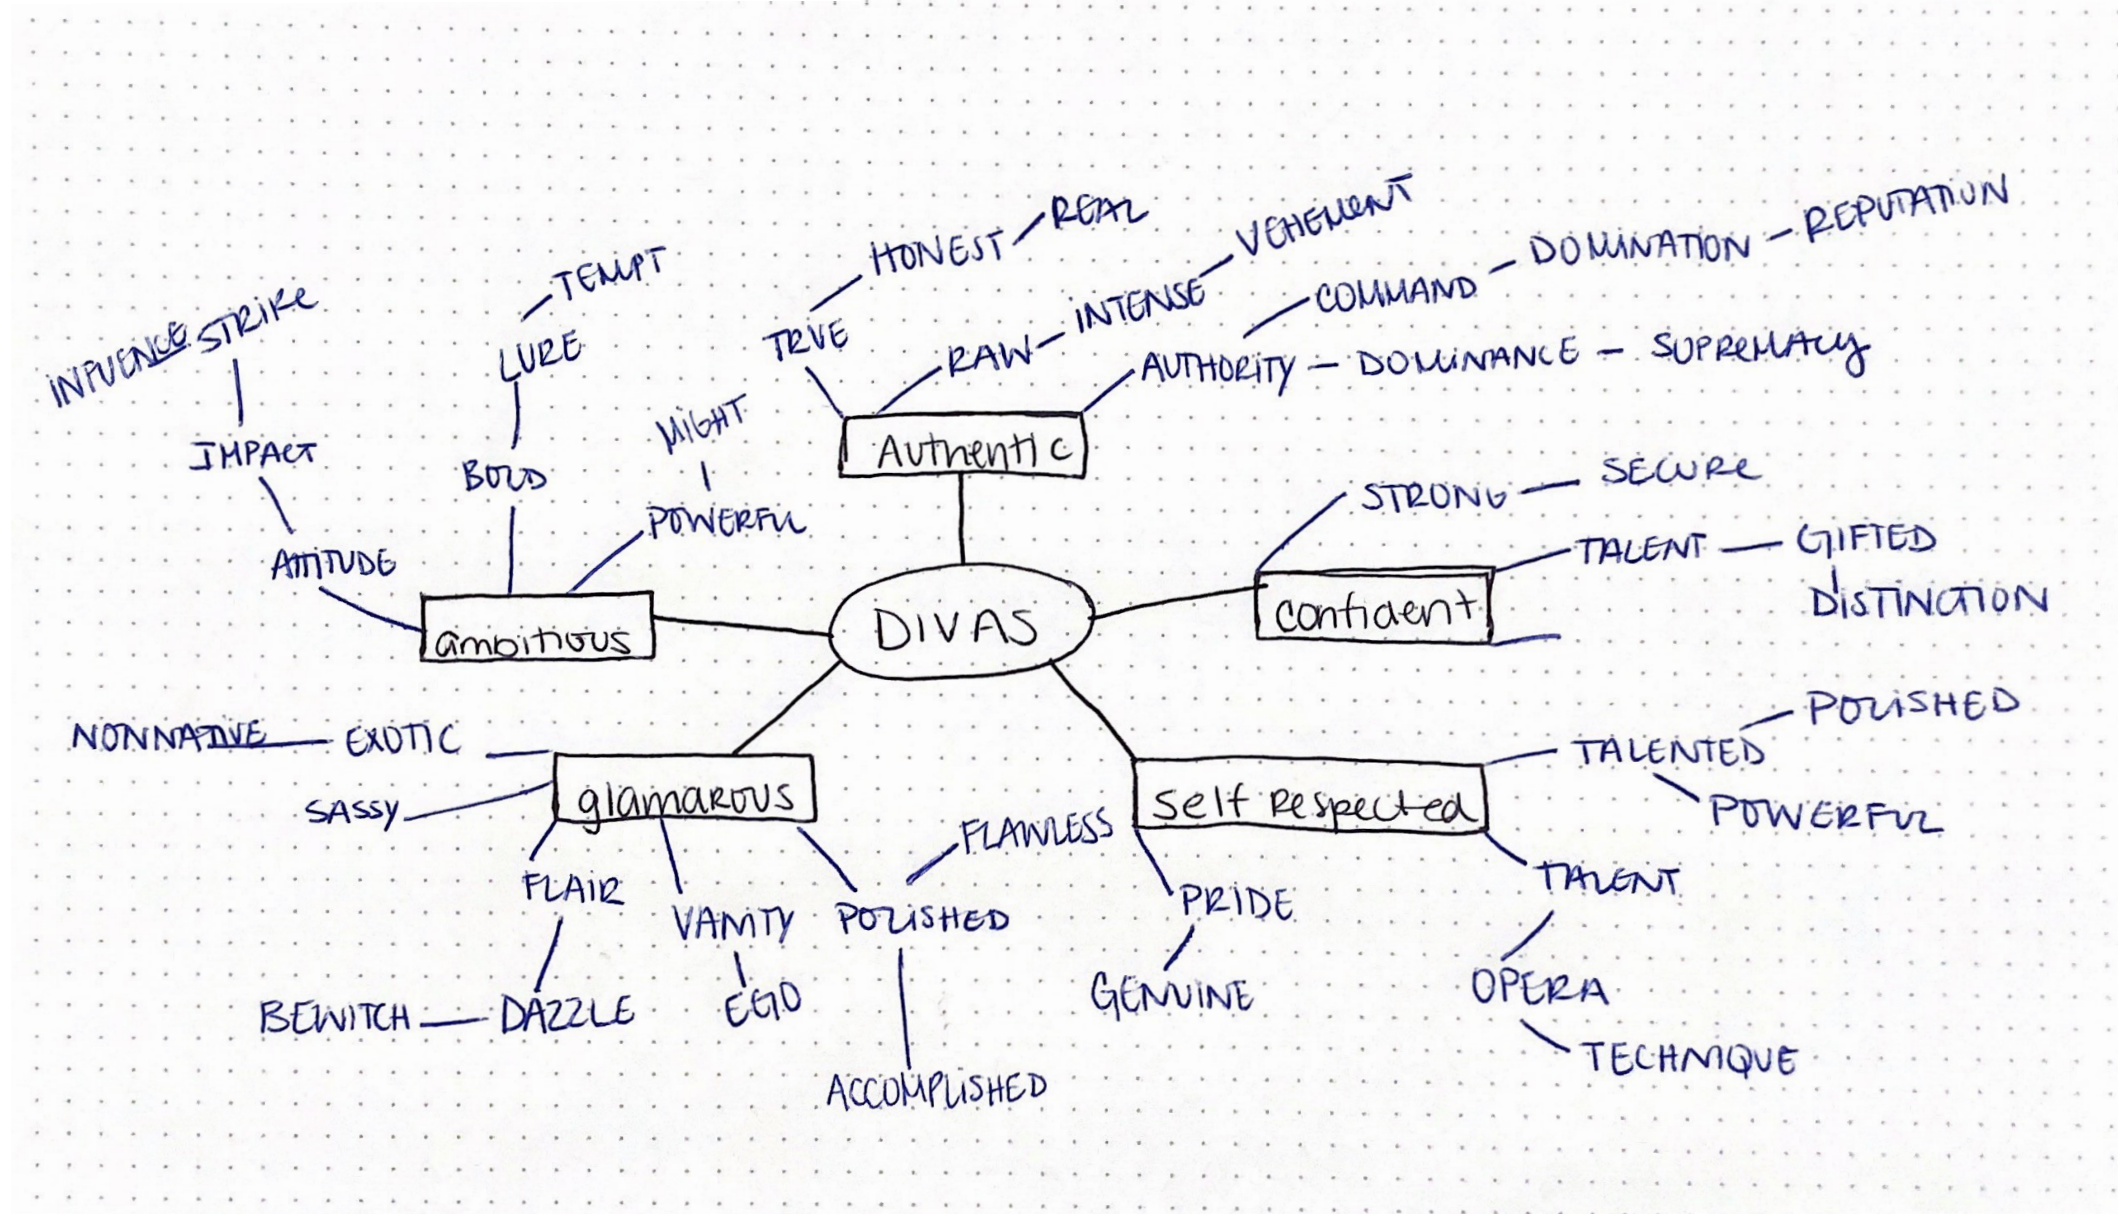 REAL
HONEST
VEHEMENT
REPUTATION
DOMINATION
TEMPT
INTENSE
COMMAND
INFUENCE
STRIKE
TRUE
LURE
RAW
AUTHORITY
DOMINANCE
SUPREMACY
MIGHT
IMPACT
BOLD
Authentic
SECURE
STRONG
POWERFUL
TALENT
GIFTED
ATTITUDE
DISTINCTION
ambitious
DIVAS
confident
NONNATIVE
EXOTIC
POLISHED
TALENTED
SASSY
glamarous
self respected
POWERFUL
FLAWLESS
FLAIR
TALENT
VANITY
POLISHED
PRIDE
GENUINE
OPERA
BEWITCH
DAZZLE
EGO
TECHNIQUE
ACCOMPLISHED